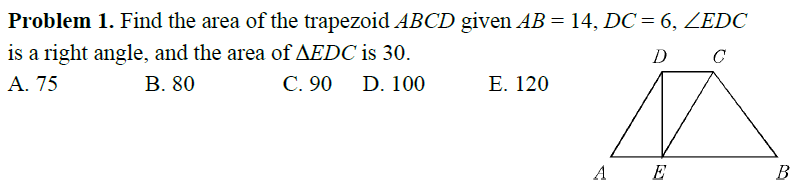 Problem 1. Find the area of the trapezoid ABCD given AB = 14, DC = 6, ∠EDC
is a right angle, and the area of ΔEDC is 30.
A. 75 B. 80 C. 90 D. 100 E. 120
D C
A E B